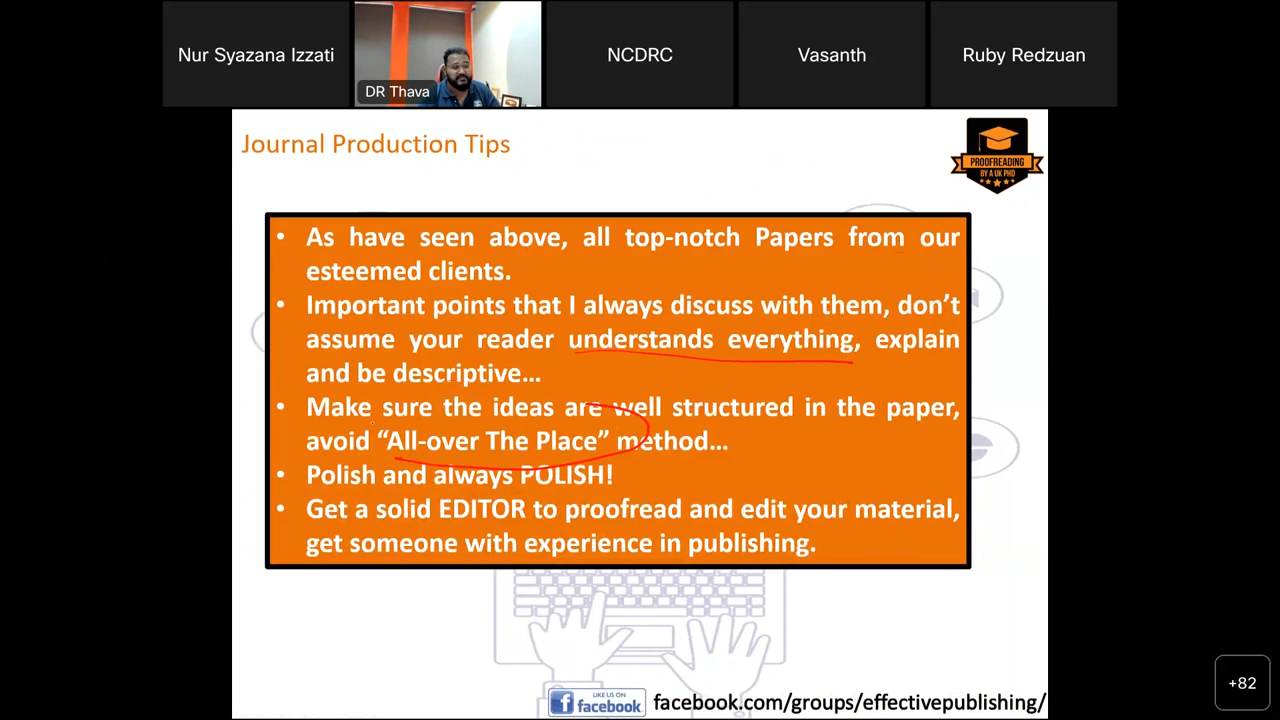 Nur Syazana Izzati
DR Thava
NCDRC
Vasanth
Ruby Redzuan
Journal Production Tips
PROOFREADING
BY A UK PHD
• As have seen above, all top-notch Papers from our
esteemed clients.
• Important points that I always discuss with them, don’t
assume your reader understands everything, explain
and be descriptive…
• Make sure the ideas are well structured in the paper,
avoid “All-over The Place” method…
• Polish and always POLISH!
• Get a solid EDITOR to proofread and edit your material,
get someone with experience in publishing.
LIKE US ON
facebook
facebook.com/groups/effectivepublishing/
+82